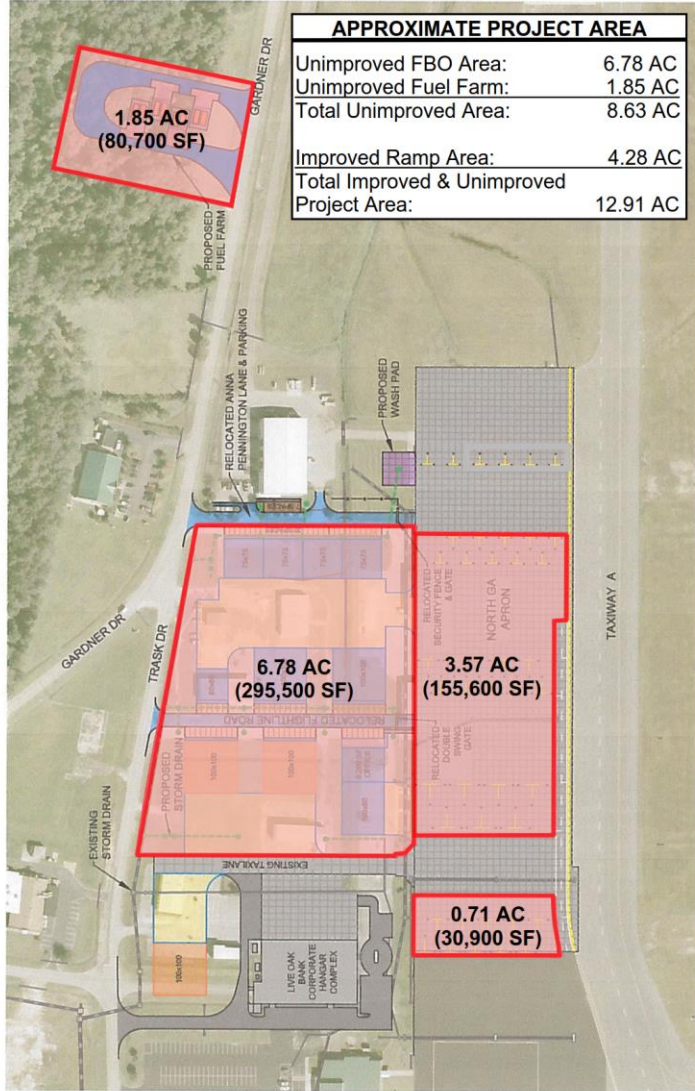 APPROXIMATE PROJECT AREA
Unimproved FBO Area: 6.78 AC
Unimproved Fuel Farm: 1.85 AC
Total Unimproved Area: 8.63 AC
Improved Ramp Area: 4.28 AC
Total Improved & Unimproved
Project Area: 12.91 AC
GARDNER DR
1.85 AC
(80,700 SF)
PROPOSED
FUEL FARM
RELOCATED ANNA
PENNINGTON LANE & PARKING
PROPOSED
WASH PAD
GARDNER DR
TRASK DR
70x75
70x75
RELOCATED
SECURITY FENCE
& GATE
NORTH GA
APRON
TAXIWAY A
6.78 AC
(295,500 SF)
3.57 AC
(155,600 SF)
RELOCATED FLIGHTLINE ROAD
RELOCATED
DOUBLE
SWING
GATE
PROPOSED
STORM DRAIN
100x100
100x100
EXISTING
STORM DRAIN
EXISTING TAXILANE
0.71 AC
(30,900 SF)
100x100
LIVE OAK
BANK
CORPORATE
HANGAR
COMPLEX